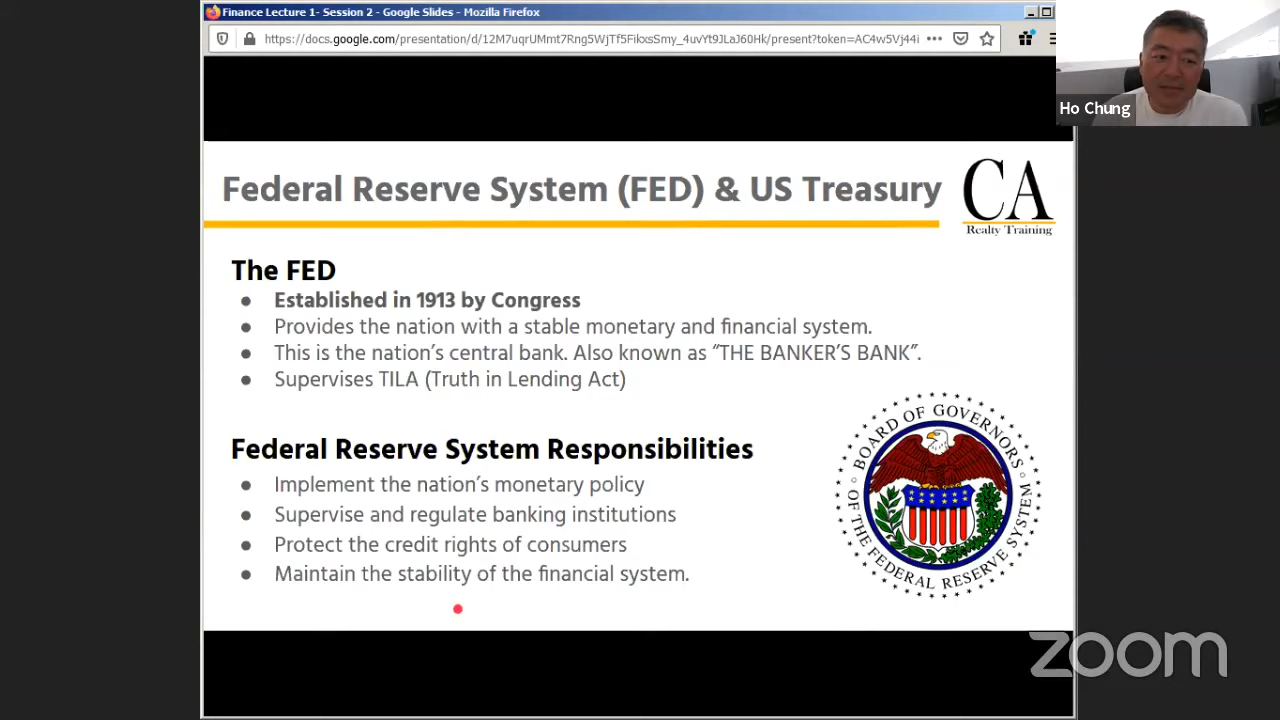 Finance Lecture 1- Session 2 - Google Slides - Mozilla Firefox
https://docs.google.com/presentation/d/12M7uqrUMmt7Rng5WjTf5FikxsSmy_4uvYt9JLaJ60Hk/present?token=AC4w5Vj44i
Ho Chung
Federal Reserve System (FED) & US Treasury
CA
Realty Training
The FED
● Established in 1913 by Congress
● Provides the nation with a stable monetary and financial system.
● This is the nation’s central bank. Also known as “THE BANKER’S BANK”.
● Supervises TILA (Truth in Lending Act)
Federal Reserve System Responsibilities
● Implement the nation’s monetary policy
● Supervise and regulate banking institutions
● Protect the credit rights of consumers
● Maintain the stability of the financial system.
BOARD OF GOVERNORS
OF THE FEDERAL RESERVE SYSTEM
zoom